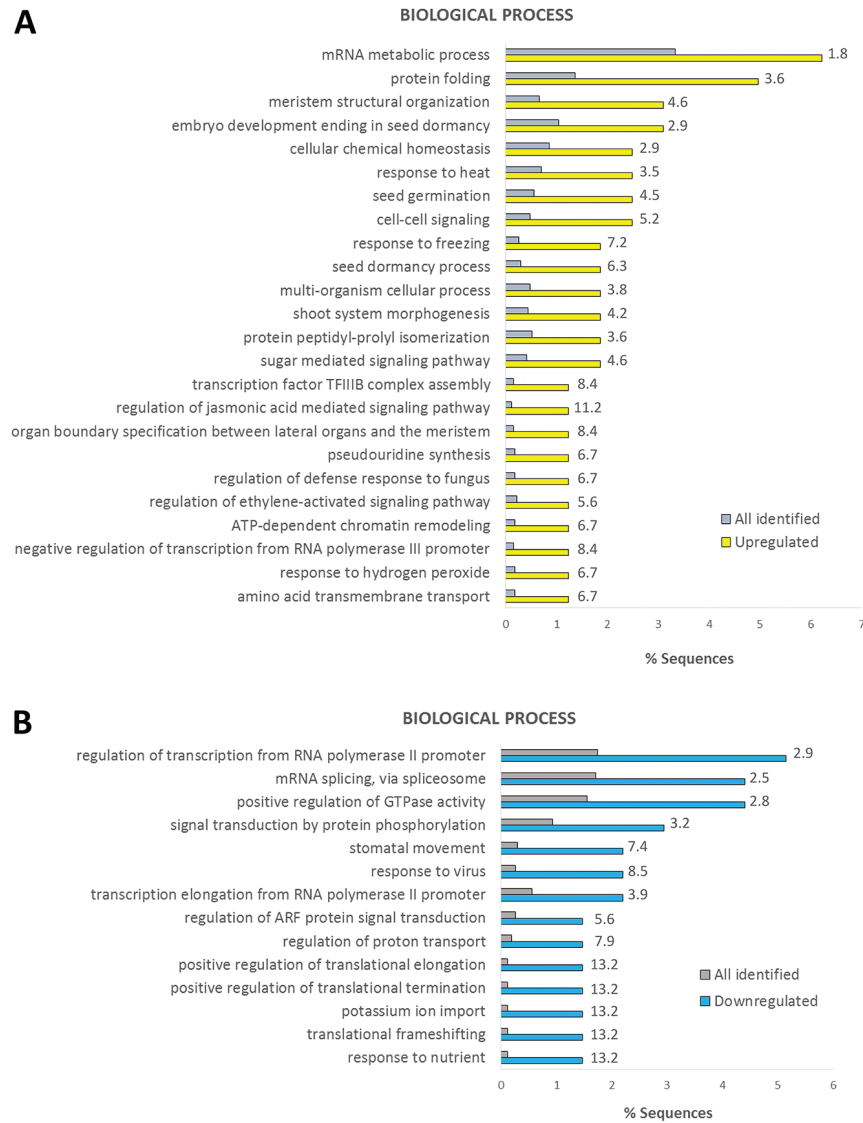 A
BIOLOGICAL PROCESS
mRNA metabolic process 1.8
protein folding 3.6
meristem structural organization 4.6
embryo development ending in seed dormancy 2.9
cellular chemical homeostasis 2.9
response to heat 3.5
seed germination 4.5
cell-cell signaling 5.2
response to freezing 7.2
seed dormancy process 6.3
multi-organism cellular process 3.8
shoot system morphogenesis 4.2
protein peptidyl-prolyl isomerization 3.6
sugar mediated signaling pathway 4.6
transcription factor TFIIIB complex assembly 8.4
regulation of jasmonic acid mediated signaling pathway 11.2
organ boundary specification between lateral organs and the meristem 8.4
pseudouridine synthesis 6.7
regulation of defense response to fungus 6.7
regulation of ethylene-activated signaling pathway 5.6
ATP-dependent chromatin remodeling 6.7
negative regulation of transcription from RNA polymerase III promoter 8.4
response to hydrogen peroxide 6.7
amino acid transmembrane transport 6.7
All identified
Upregulated
0 1 2 3 4 5 6 7
% Sequences
B
BIOLOGICAL PROCESS
regulation of transcription from RNA polymerase II promoter 2.9
mRNA splicing, via spliceosome 2.5
positive regulation of GTPase activity 2.8
signal transduction by protein phosphorylation 3.2
stomatal movement 7.4
response to virus 8.5
transcription elongation from RNA polymerase II promoter 3.9
regulation of ARF protein signal transduction 5.6
regulation of proton transport 7.9
positive regulation of translational elongation 13.2
positive regulation of translational termination 13.2
potassium ion import 13.2
translational frameshifting 13.2
response to nutrient 13.2
All identified
Downregulated
0 1 2 3 4 5 6
% Sequences